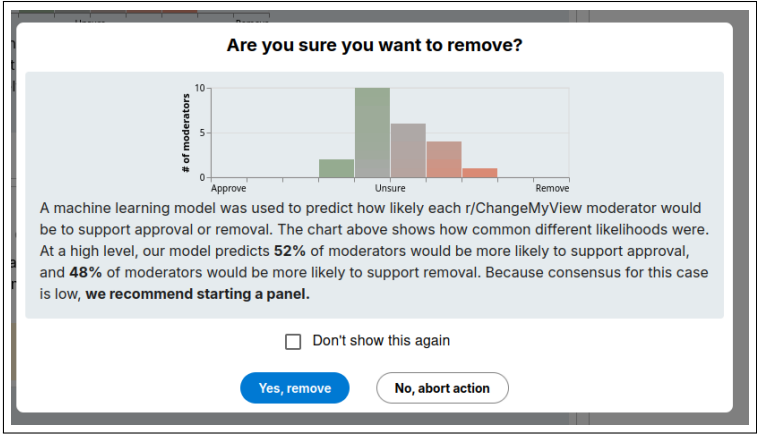 Are you sure you want to remove?
10
5
0
# of moderators
Approve Unsure Remove
A machine learning model was used to predict how likely each r/ChangeMyView moderator would
be to support approval or removal. The chart above shows how common different likelihoods were.
At a high level, our model predicts 52% of moderators would be more likely to support approval,
and 48% of moderators would be more likely to support removal. Because consensus for this case
is low, we recommend starting a panel.
Don't show this again
Yes, remove No, abort action